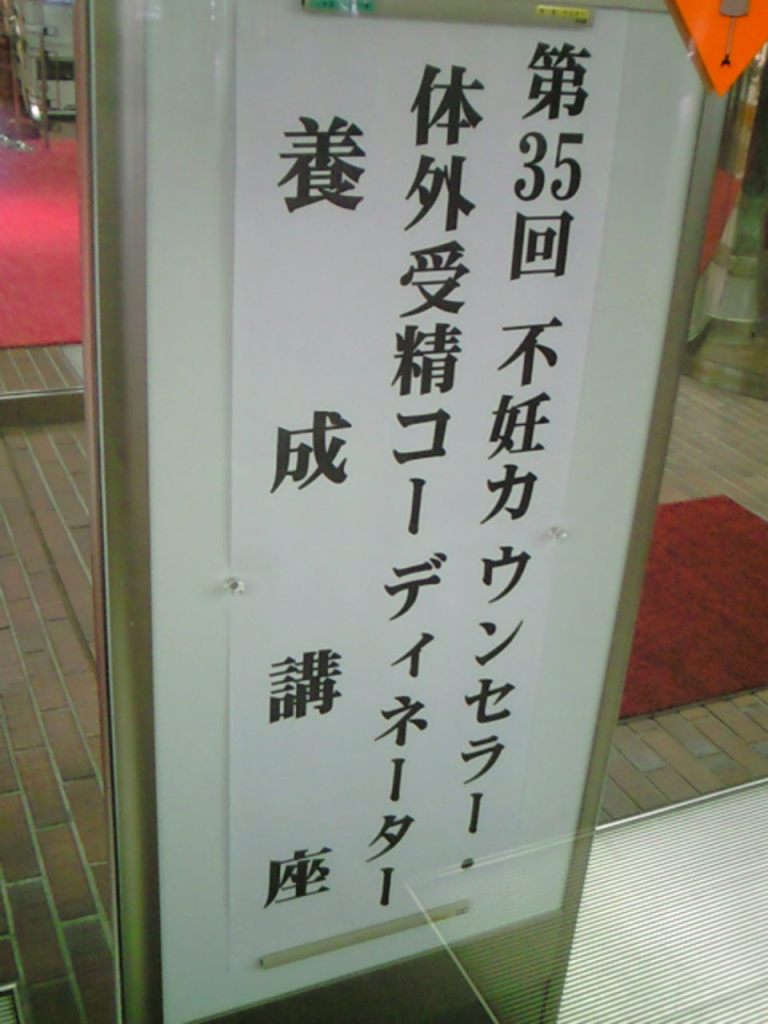 第35回 不妊カウンセラー・
体外受精コーディネーター
養成講座